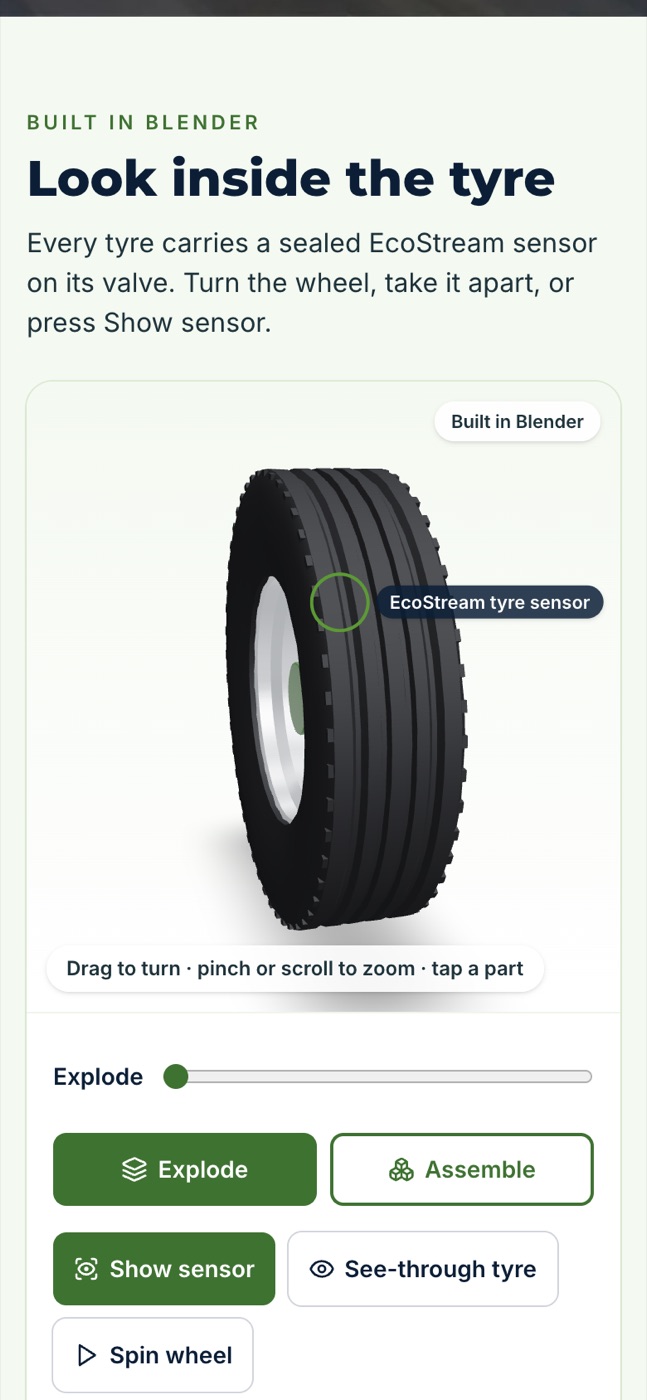 BUILT IN BLENDER
Look inside the tyre
Every tyre carries a sealed EcoStream sensor
on its valve. Turn the wheel, take it apart, or
press Show sensor.
Built in Blender
EcoStream tyre sensor
Drag to turn · pinch or scroll to zoom · tap a part
Explode
Explode
Assemble
Show sensor
See-through tyre
Spin wheel